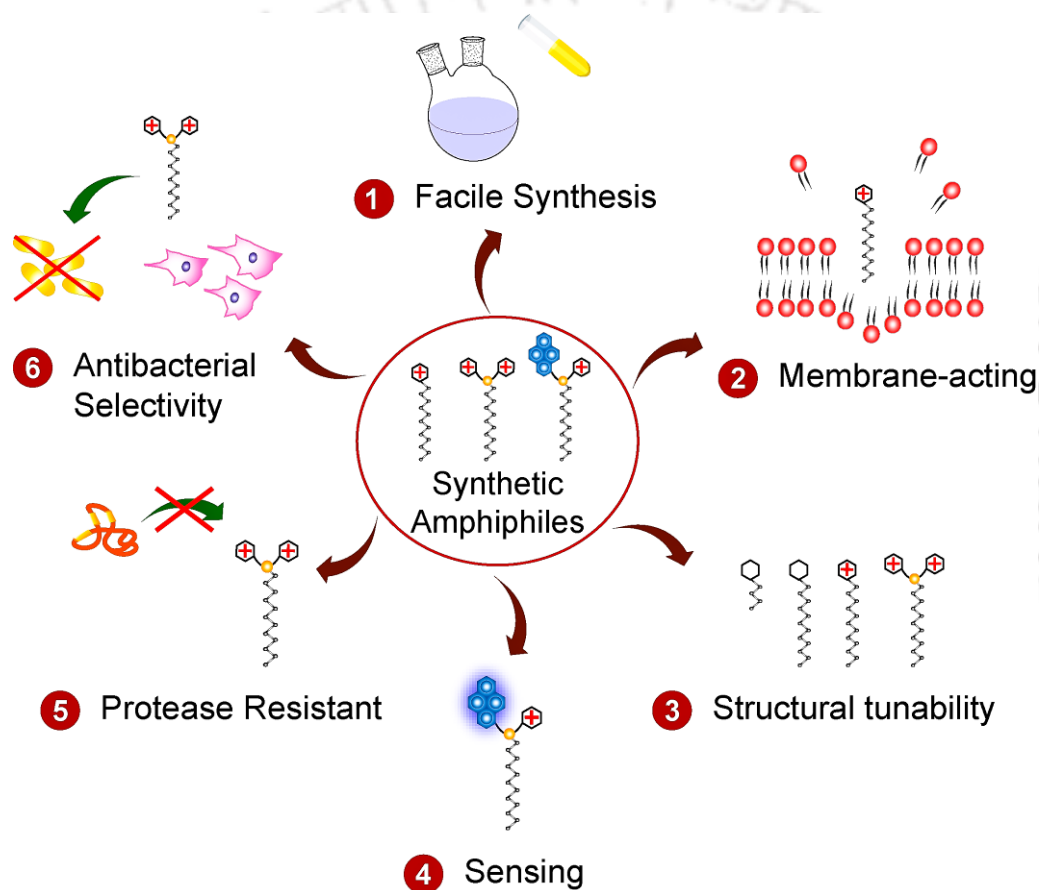 1 Facile Synthesis
2 Membrane-acting
3 Structural tunability
4 Sensing
5 Protease Resistant
6 Antibacterial
Selectivity
Synthetic
Amphiphiles